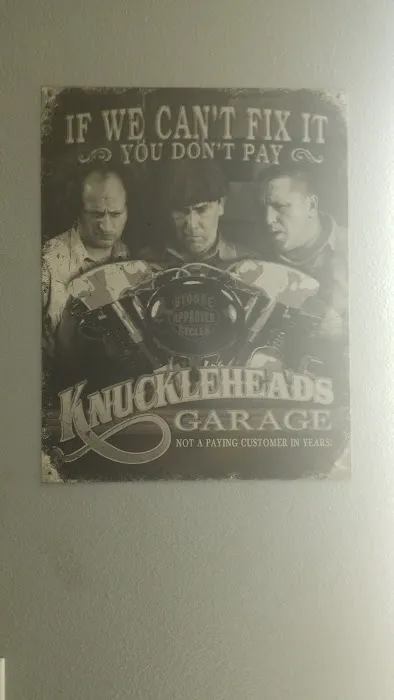 IF WE CAN'T FIX IT
YOU DON'T PAY
STOOGE
APPROVED
CYCLES
KNUCKLEHEADS
GARAGE
NOT A PAYING CUSTOMER IN YEARS!